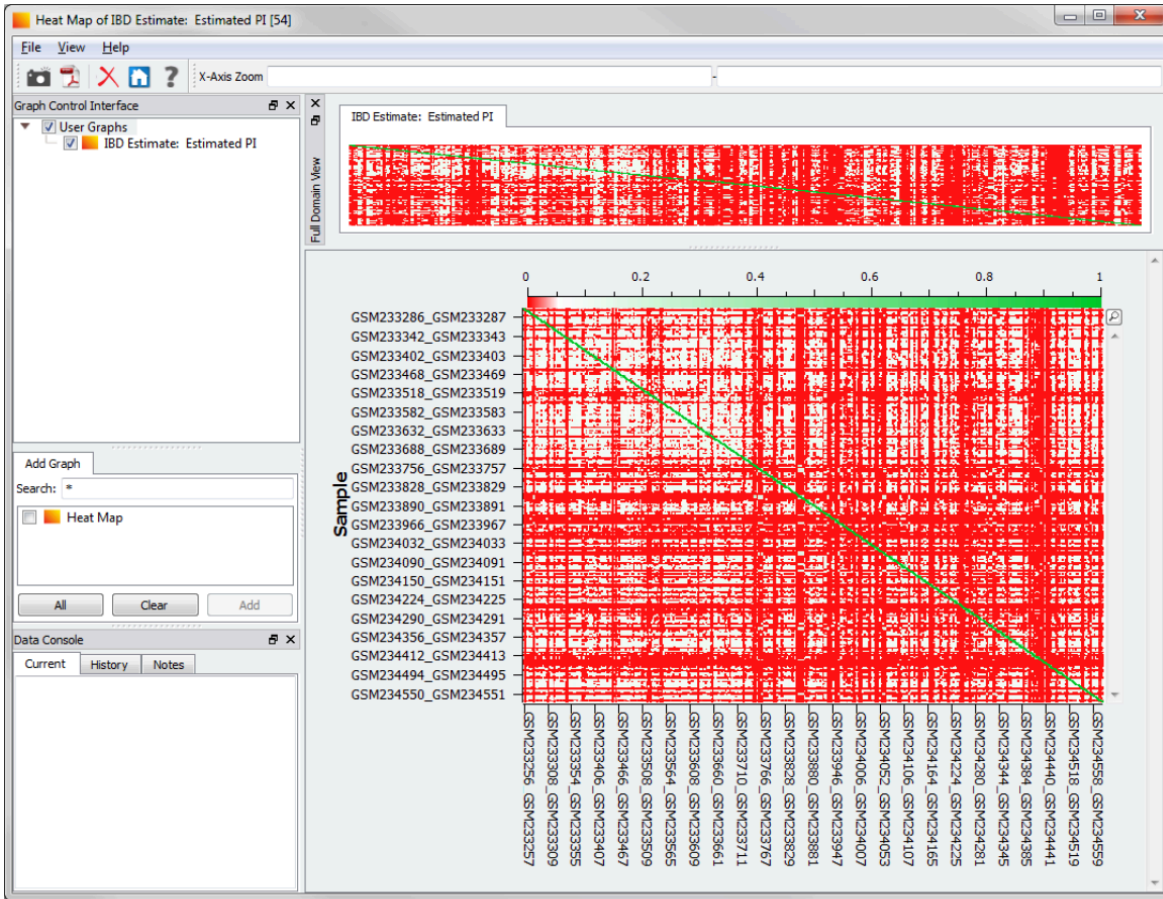 Heat Map of IBD Estimate: Estimated PI [54]
File View Help
X-Axis Zoom -
Graph Control Interface
User Graphs
IBD Estimate: Estimated PI
Add Graph
Search: *
Heat Map
All Clear Add
Data Console
Current History Notes
Full Domain View
IBD Estimate: Estimated PI
0 0.2 0.4 0.6 0.8 1
Sample
GSM233286_GSM233287
GSM233342_GSM233343
GSM233402_GSM233403
GSM233468_GSM233469
GSM233518_GSM233519
GSM233582_GSM233583
GSM233632_GSM233633
GSM233688_GSM233689
GSM233756_GSM233757
GSM233828_GSM233829
GSM233890_GSM233891
GSM233966_GSM233967
GSM234032_GSM234033
GSM234090_GSM234091
GSM234150_GSM234151
GSM234224_GSM234225
GSM234290_GSM234291
GSM234356_GSM234357
GSM234412_GSM234413
GSM234494_GSM234495
GSM234550_GSM234551
GSM233256_GSM233257
GSM233308_GSM233309
GSM233354_GSM233355
GSM233406_GSM233407
GSM233466_GSM233467
GSM233508_GSM233509
GSM233564_GSM233565
GSM233608_GSM233609
GSM233660_GSM233661
GSM233710_GSM233711
GSM233766_GSM233767
GSM233828_GSM233829
GSM233880_GSM233881
GSM233946_GSM233947
GSM234006_GSM234007
GSM234052_GSM234053
GSM234106_GSM234107
GSM234164_GSM234165
GSM234224_GSM234225
GSM234280_GSM234281
GSM234344_GSM234345
GSM234384_GSM234385
GSM234440_GSM234441
GSM234518_GSM234519
GSM234558_GSM234559